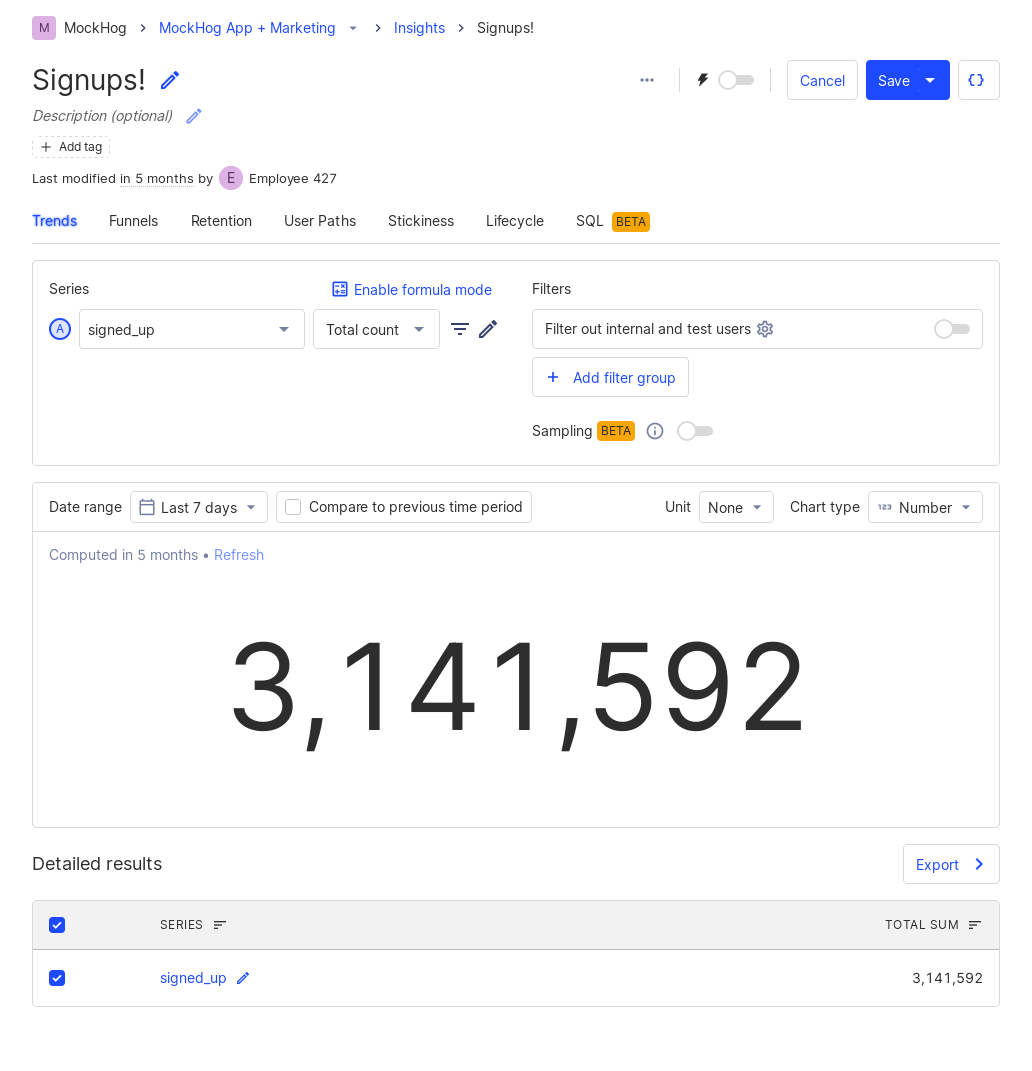 M MockHog MockHog App + Marketing Insights Signups!
Signups!
Cancel Save
Description (optional)
Add tag
Last modified in 5 months by E Employee 427
Trends Funnels Retention User Paths Stickiness Lifecycle SQL BETA
Series Enable formula mode Filters
A signed_up Total count Filter out internal and test users
Add filter group
Sampling BETA
Date range Last 7 days Compare to previous time period Unit None Chart type 123 Number
Computed in 5 months • Refresh
3,141,592
Detailed results Export
SERIES TOTAL SUM
signed_up 3,141,592